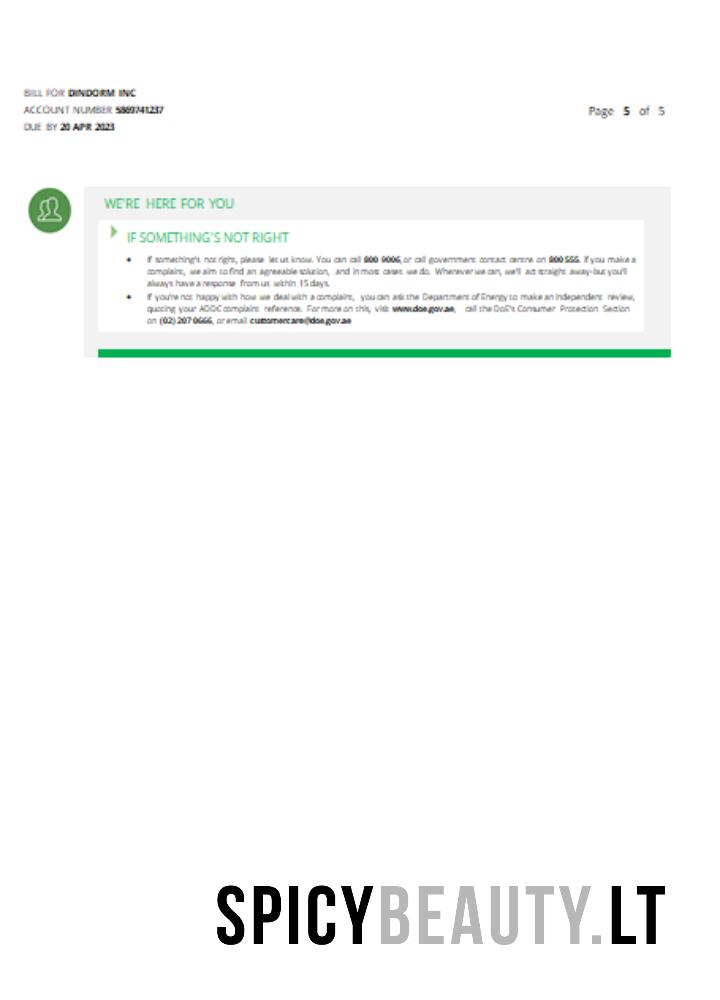 BILL FOR DINDORM INC
ACCOUNT NUMBER 5869741237
Page 5 of 5
DUE BY 20 APR 2023
WE'RE HERE FOR YOU
IF SOMETHING'S NOT RIGHT
• If something's not right, please let us know. You can call 800 9006, or call government contact centre on 800 555. If you make a
complaint, we aim to find an agreeable solution, and in most cases we do. Wherever we can, we'll act straight away-but you'll
always have a response from us within 15 days.
• If you're not happy with how we deal with a complaint, you can ask the Department of Energy to make an independent review,
quoting your ADDC complaint reference. For more on this, visit www.doe.gov.ae, call the DoE's Consumer Protection Section
on (02) 207 0666, or email customercare@doe.gov.ae
SPICYBEAUTY.LT